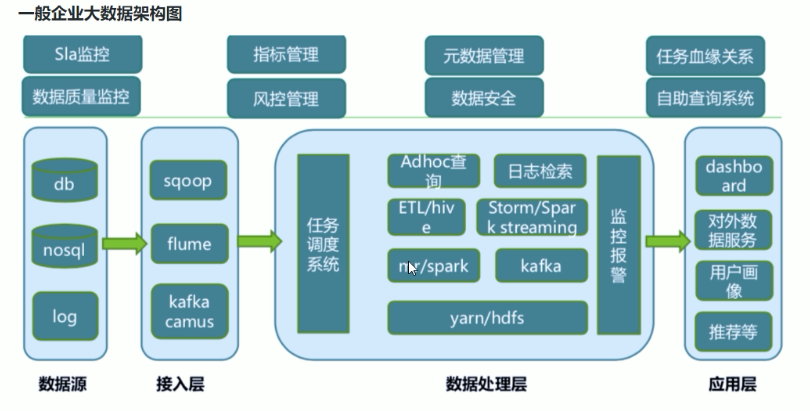 一般企业大数据架构图
Sla监控
指标管理
元数据管理
任务血缘关系
数据质量监控
风控管理
数据安全
自助查询系统
db
nosql
log
sqoop
flume
kafka
camus
任务
调度
系统
Adhoc查
询
日志检索
ETL/hiv
e
Storm/Spar
k streaming
mr/spark
kafka
yarn/hdfs
监
控
报
警
dashbo
ard
对外数
据服务
用户画
像
推荐等
数据源
接入层
数据处理层
应用层